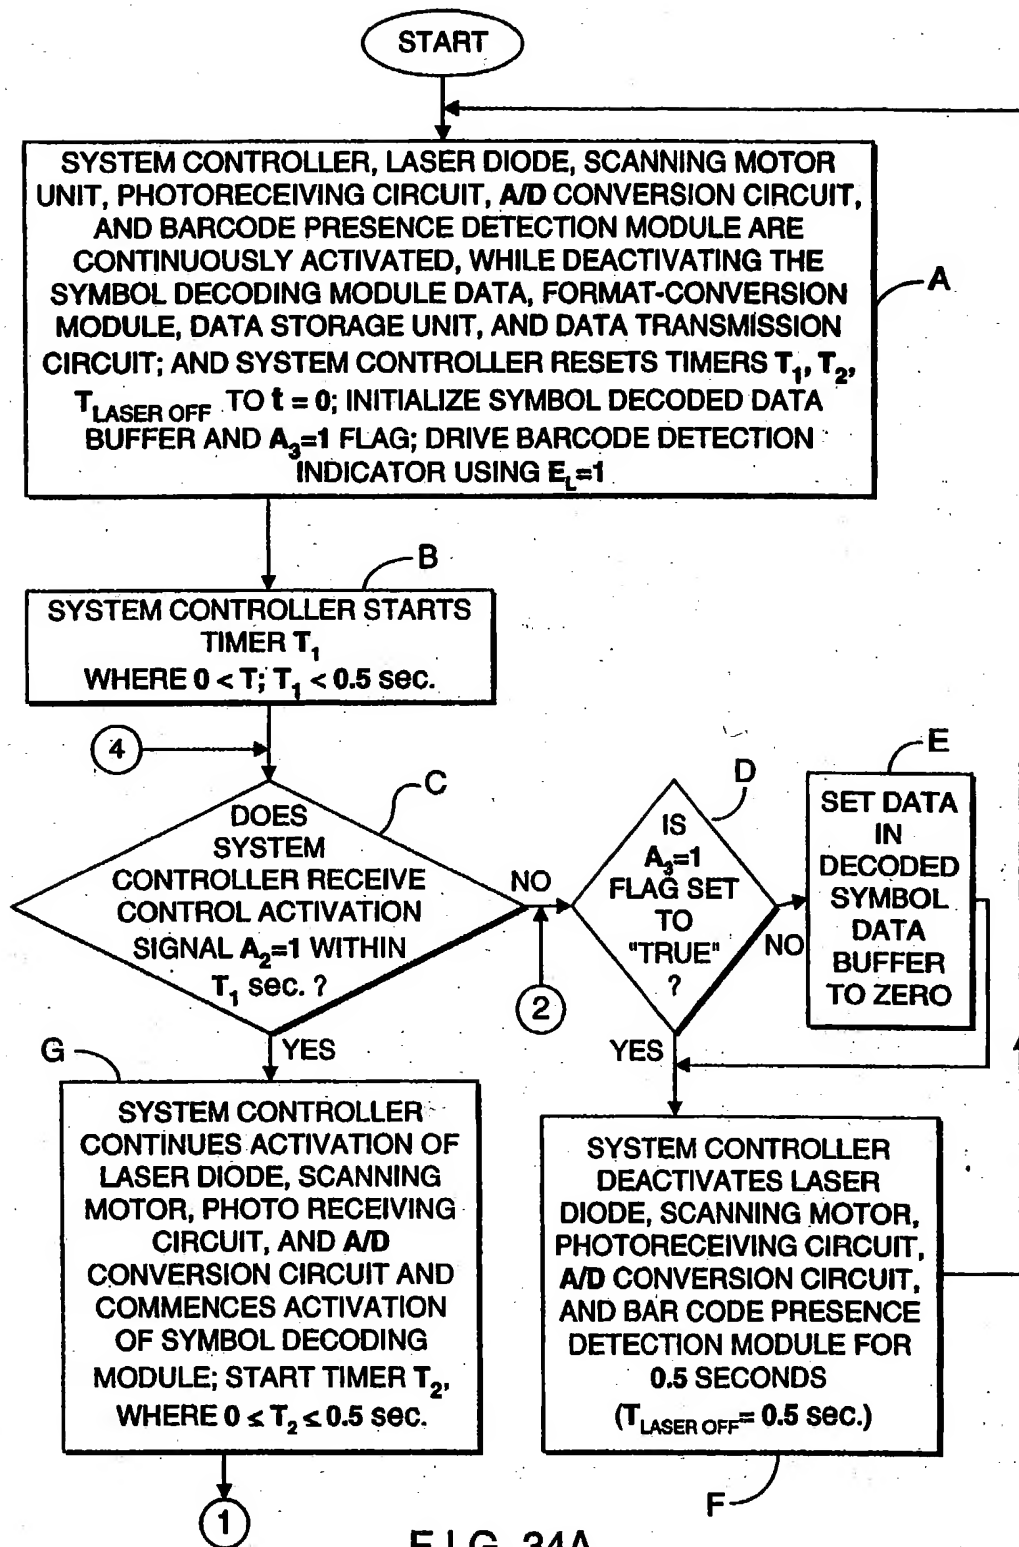 START
SYSTEM CONTROLLER, LASER DIODE, SCANNING MOTOR
UNIT, PHOTORECEIVING CIRCUIT, A/D CONVERSION CIRCUIT,
AND BARCODE PRESENCE DETECTION MODULE ARE
CONTINUOUSLY ACTIVATED, WHILE DEACTIVATING THE
SYMBOL DECODING MODULE DATA, FORMAT-CONVERSION
MODULE, DATA STORAGE UNIT, AND DATA TRANSMISSION
CIRCUIT; AND SYSTEM CONTROLLER RESETS TIMERS T1, T2,
TLASER OFF TO t = 0; INITIALIZE SYMBOL DECODED DATA
BUFFER AND A3=1 FLAG; DRIVE BARCODE DETECTION
INDICATOR USING EL=1
A
B
SYSTEM CONTROLLER STARTS
TIMER T1
WHERE 0 < T; T1 < 0.5 sec.
4
C
DOES
SYSTEM
CONTROLLER RECEIVE
CONTROL ACTIVATION
SIGNAL A2=1 WITHIN
T1 sec. ?
NO
2
YES
D
IS
A3=1
FLAG SET
TO
"TRUE"
?
NO
YES
E
SET DATA
IN
DECODED
SYMBOL
DATA
BUFFER
TO ZERO
G
SYSTEM CONTROLLER
CONTINUES ACTIVATION OF
LASER DIODE, SCANNING
MOTOR, PHOTO RECEIVING
CIRCUIT, AND A/D
CONVERSION CIRCUIT AND
COMMENCES ACTIVATION
OF SYMBOL DECODING
MODULE; START TIMER T2,
WHERE 0 ≤ T2 ≤ 0.5 sec.
1
SYSTEM CONTROLLER
DEACTIVATES LASER
DIODE, SCANNING MOTOR,
PHOTORECEIVING CIRCUIT,
A/D CONVERSION CIRCUIT,
AND BAR CODE PRESENCE
DETECTION MODULE FOR
0.5 SECONDS
(TLASER OFF= 0.5 sec.)
F
FIG. 34A